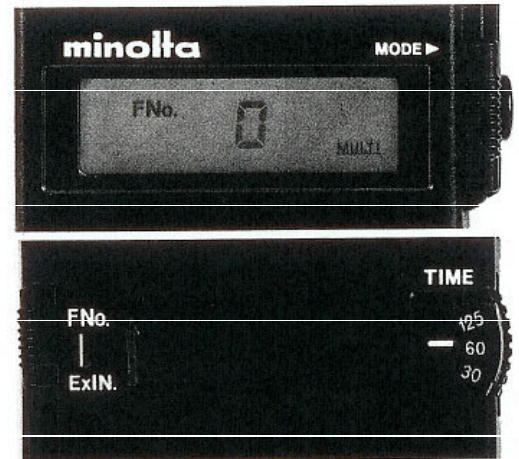 minolta
MODE▶
FNo. 0
MULTI
TIME
FNo.
125
60
ExIN.
30